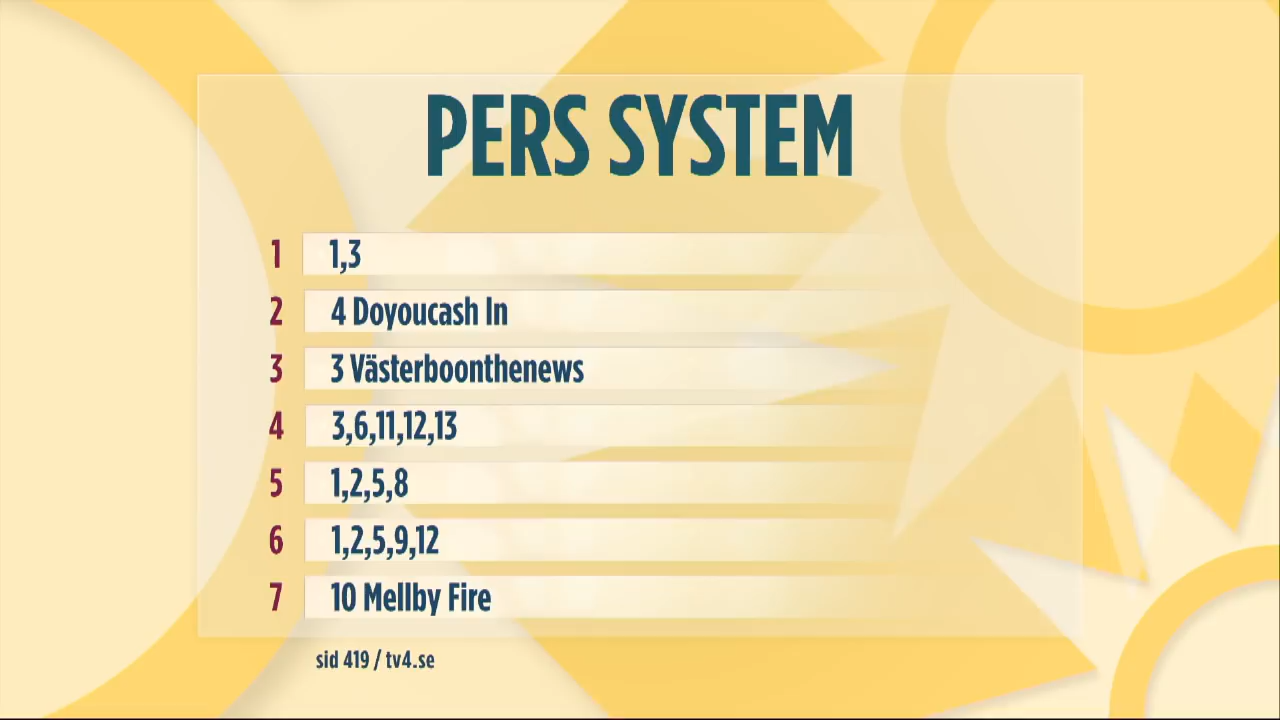 PERS SYSTEM
1 1,3
2 4 Doyoucash In
3 3 Västerboonthenews
4 3,6,11,12,13
5 1,2,5,8
6 1,2,5,9,12
7 10 Mellby Fire
sid 419 / tv4.se